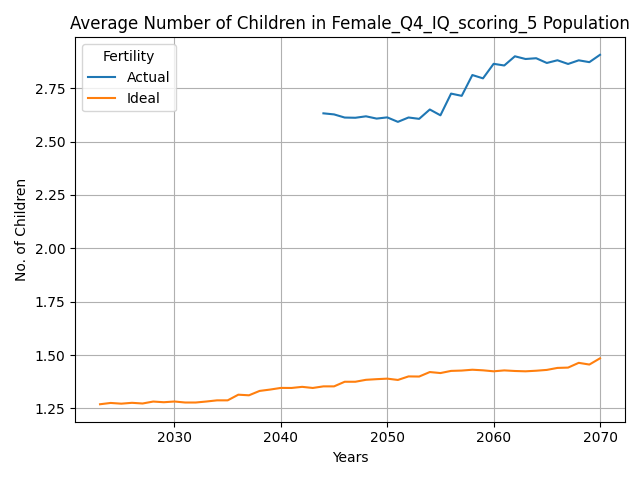 Average Number of Children in Female_Q4_IQ_scoring_5 Population
Fertility
Actual
Ideal
No. of Children
2.75
2.50
2.25
2.00
1.75
1.50
1.25
2030 2040 2050 2060 2070
Years